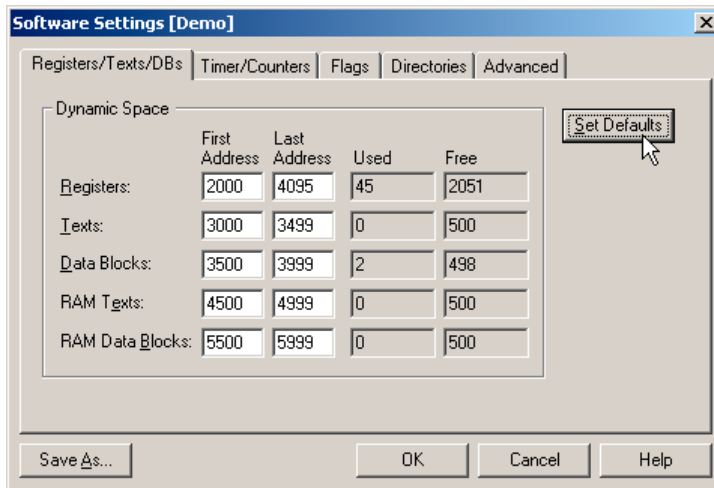 Software Settings [Demo]
Registers/Texts/DBs Timer/Counters Flags Directories Advanced
Dynamic Space
Set Defaults
First Address Last Address Used Free
Registers: 2000 4095 45 2051
Texts: 3000 3499 0 500
Data Blocks: 3500 3999 2 498
RAM Texts: 4500 4999 0 500
RAM Data Blocks: 5500 5999 0 500
Save As... OK Cancel Help